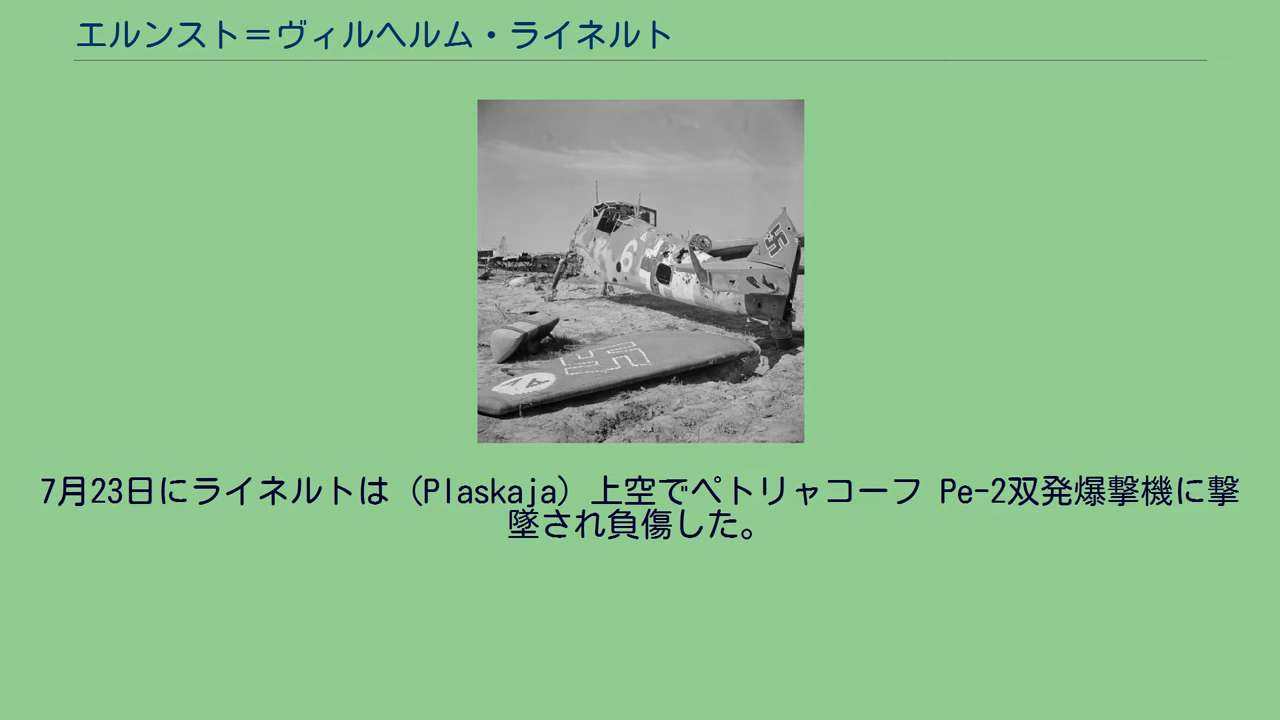 エルンスト＝ヴィルヘルム・ライネルト
6
7月23日にライネルトは（Plaskaja）上空でペトリャコーフ Pe-2双発爆撃機に撃
墜され負傷した。